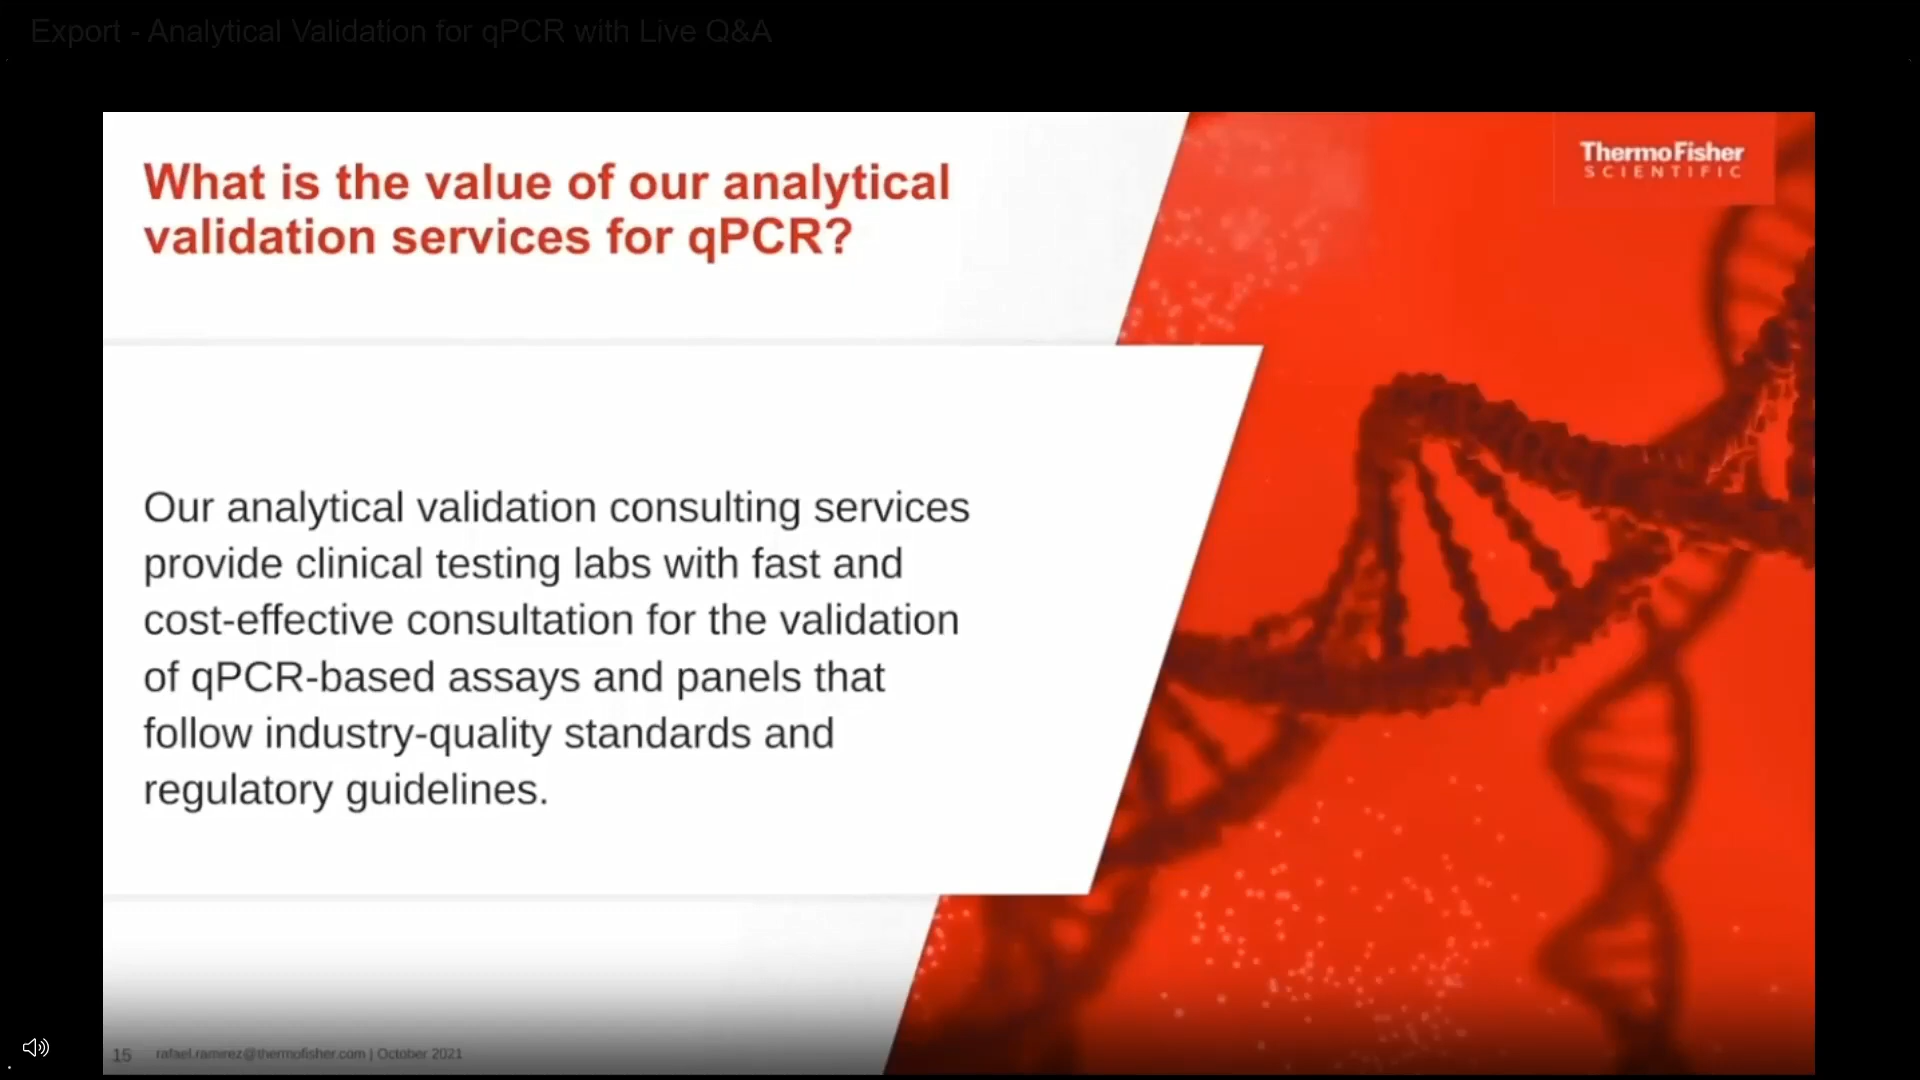 Export - Analytical Validation for qPCR with Live Q&A
What is the value of our analytical
validation services for qPCR?
ThermoFisher
SCIENTIFIC
Our analytical validation consulting services
provide clinical testing labs with fast and
cost-effective consultation for the validation
of qPCR-based assays and panels that
follow industry-quality standards and
regulatory guidelines.
15 rafael.ramirez@thermofisher.com | October 2021